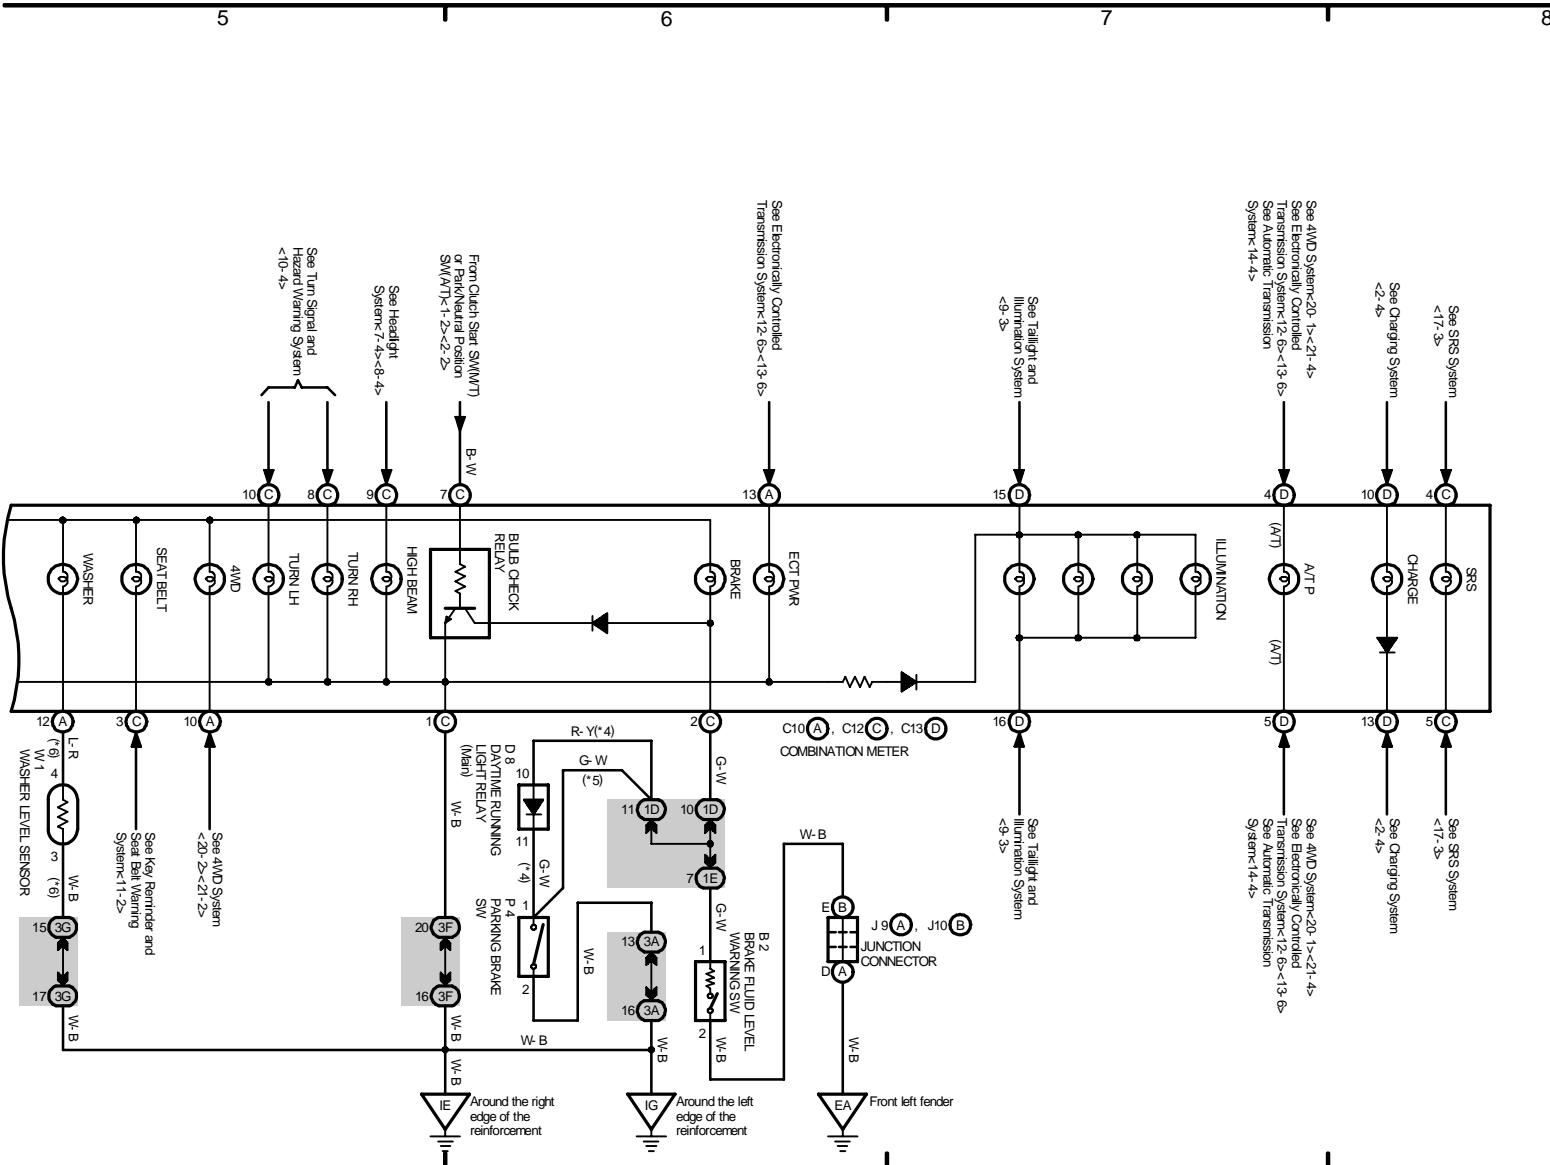 5
6
7
8
See Turn Signal and
Hazard Warning System
<10-4>
See Headlight
System<7-4><8-4>
From Clutch Start SW(M/T)
or Park/Neutral Position
SW(A/T)<1-2><2-2>
B-W
See Electronically Controlled
Transmission System<12-6><13-6>
See Taillight and
Illumination System
<9-3>
See 4WD System<20-1><21-4>
See Electronically Controlled
Transmission System<12-6><13-6>
See Automatic Transmission
System<14-4>
See Charging System
<2-4>
See SRS System
<17-3>
10 C
8 C
9 C
7 C
13 A
15 D
4 D
10 D
4 C
WASHER
SEAT BELT
4WD
TURN LH
TURN RH
HIGH BEAM
BULB CHECK
RELAY
BRAKE
ECT PWR
ILLUMINATION
(A/T)
A/T P
(A/T)
CHARGE
SRS
12 A
3 C
10 A
1 C
2 C
C10 A , C12 C , C13 D
COMBINATION METER
16 D
5 D
13 D
5 C
L-R
(*6)
4
W 1
WASHER LEVEL SENSOR
3
(*6)
W-B
15 3G
17 3G
W-B
See Key Reminder and
Seat Belt Warning
System<11-2>
See 4WD System
<20-2><21-2>
W-B
20 3F
16 3F
W-B
W-B
R-Y(*4)
G-W
(*5)
D 8
DAYTIME RUNNING
LIGHT RELAY
(Main)
10
11
(*4)
G-W
P 4
PARKING BRAKE
SW
1
2
W-B
11 1D
10 1D
7 1E
G-W
G-W
13 3A
16 3A
W-B
W-B
B 2
BRAKE FLUID LEVEL
WARNING SW
1
2
W-B
W-B
E B
D A
J 9 A , J10 B
JUNCTION
CONNECTOR
W-B
See Taillight and
Illumination System
<9-3>
See 4WD System<20-1><21-4>
See Electronically Controlled
Transmission System<12-6><13-6>
See Automatic Transmission
System<14-4>
See Charging System
<2-4>
See SRS System
<17-3>
IE
Around the right
edge of the
reinforcement
IG
Around the left
edge of the
reinforcement
EA
Front left fender